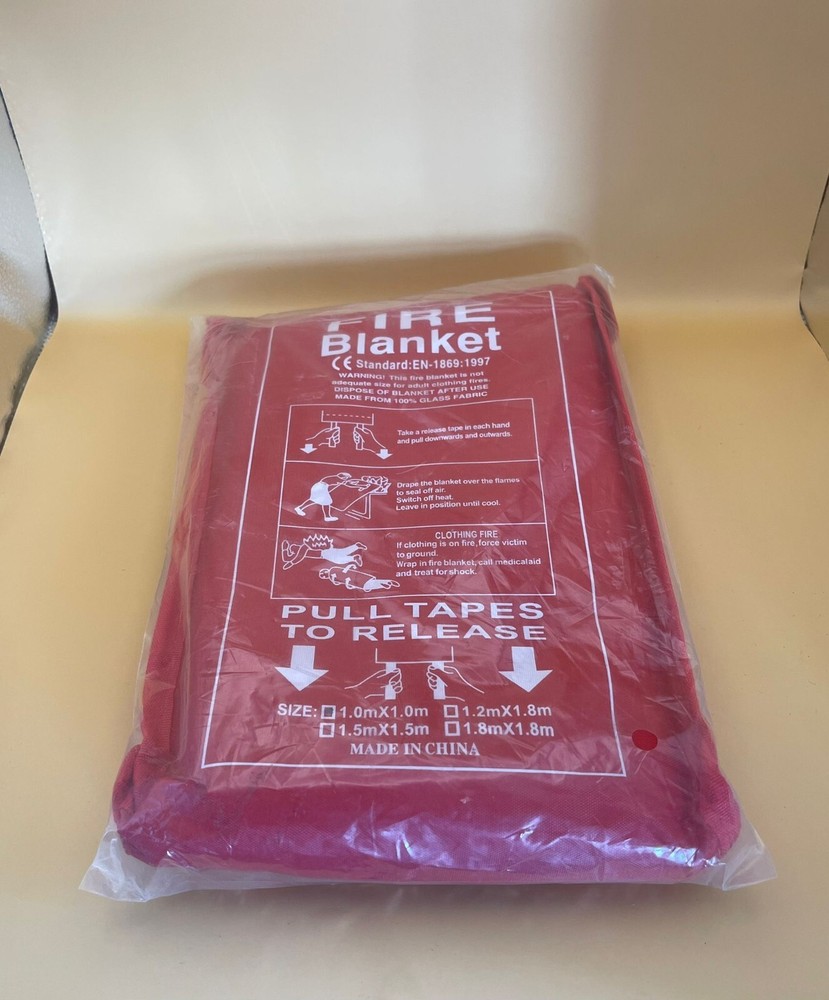 FIRE
Blanket
CE Standard:EN-1869:1997
WARNING! This fire blanket is not
adequate size for adult clothing fires.
DISPOSE OF BLANKET AFTER USE
MADE FROM 100% GLASS FABRIC
Take a release tape in each hand
and pull downwards and outwards.
Drape the blanket over the flames
to seal off air.
Switch off heat.
Leave in position until cool.
CLOTHING FIRE
If clothing is on fire, force victim
to ground.
Wrap in fire blanket, call medicalaid
and treat for shock.
PULL TAPES
TO RELEASE
SIZE: 1.0mX1.0m 1.2mX1.8m
1.5mX1.5m 1.8mX1.8m
MADE IN CHINA